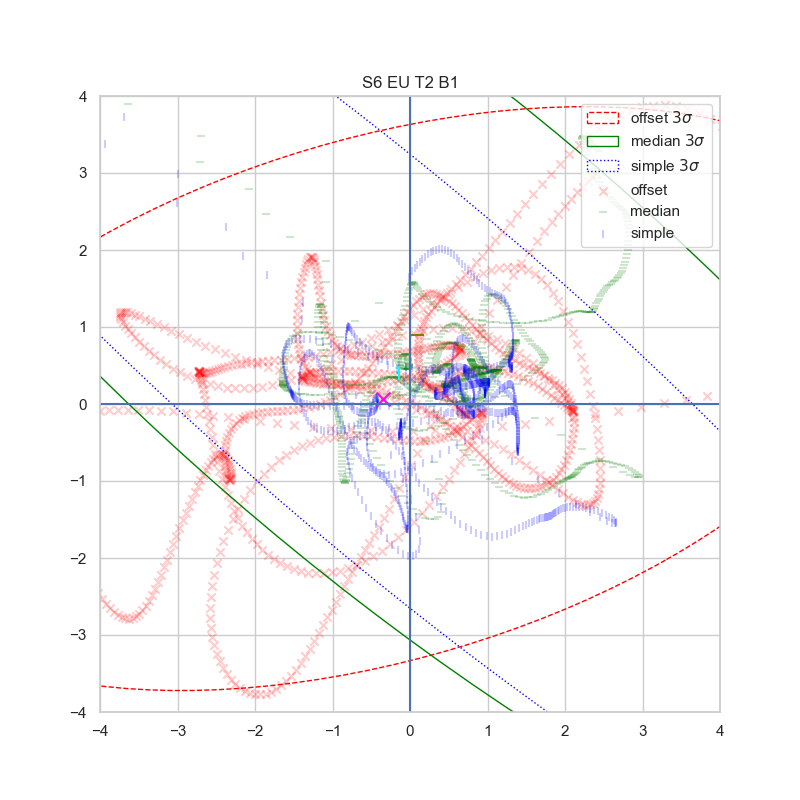 S6 EU T2 B1
offset 3σ
median 3σ
simple 3σ
offset
median
simple
4
3
2
1
0
−1
−2
−3
−4
−4 −3 −2 −1 0 1 2 3 4